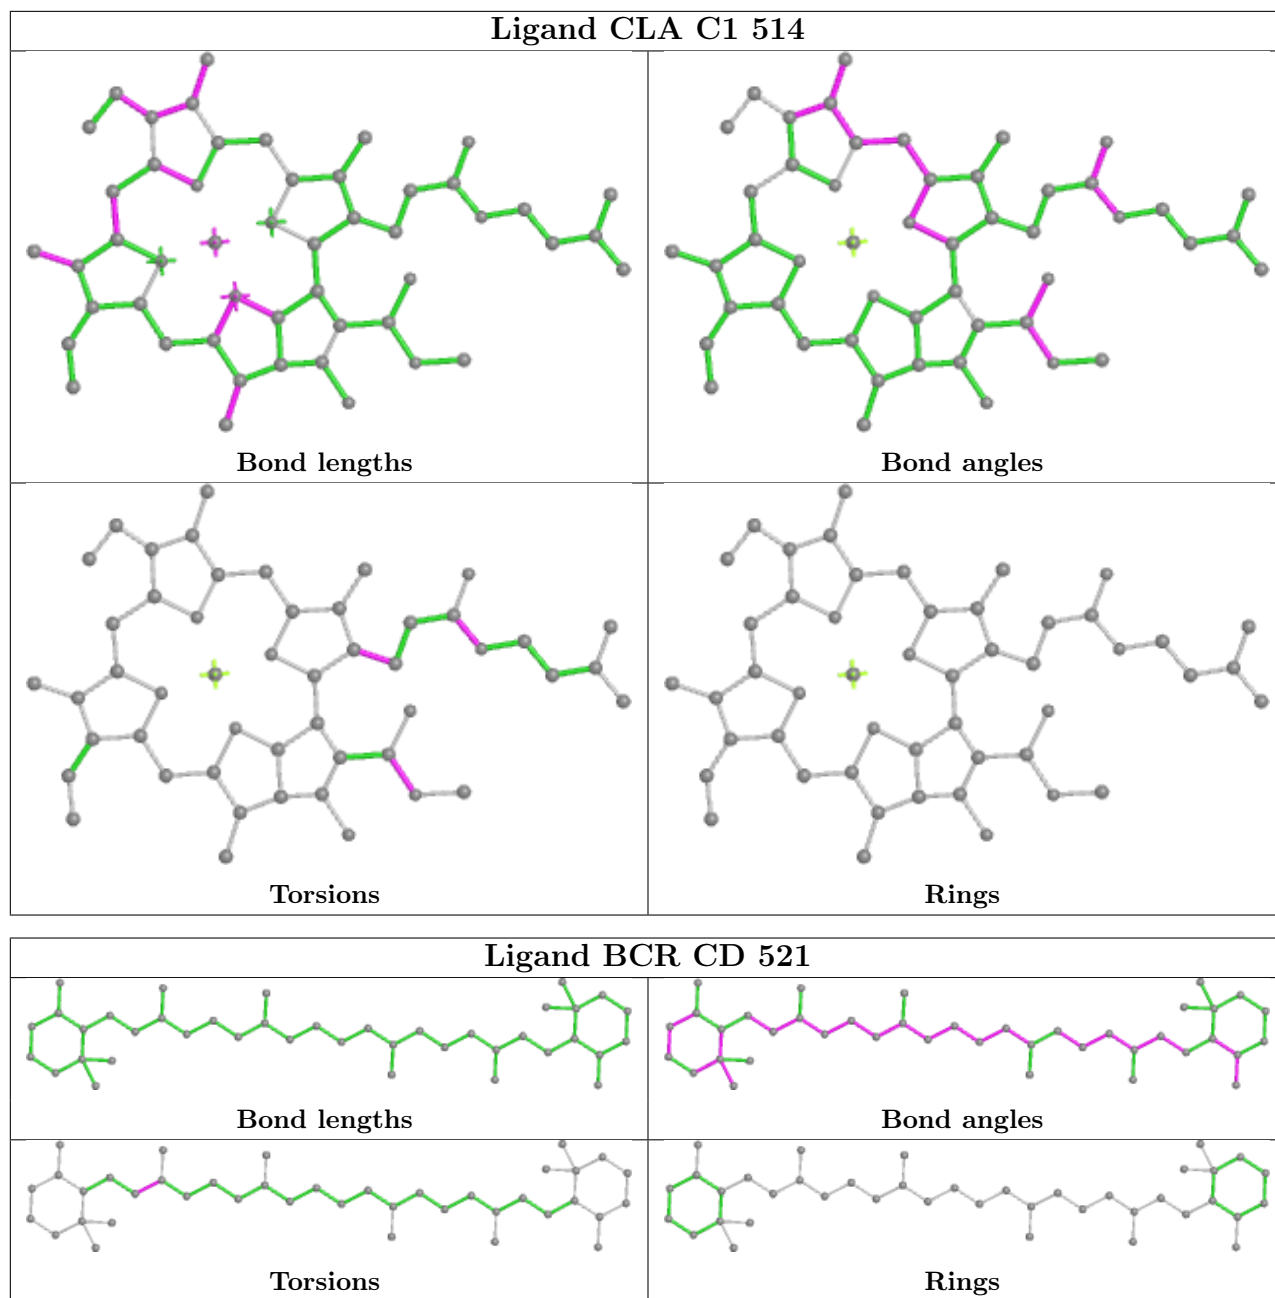 Ligand CLA C1 514
Bond lengths
Bond angles
Torsions
Rings
Ligand BCR CD 521
Bond lengths
Bond angles
Torsions
Rings